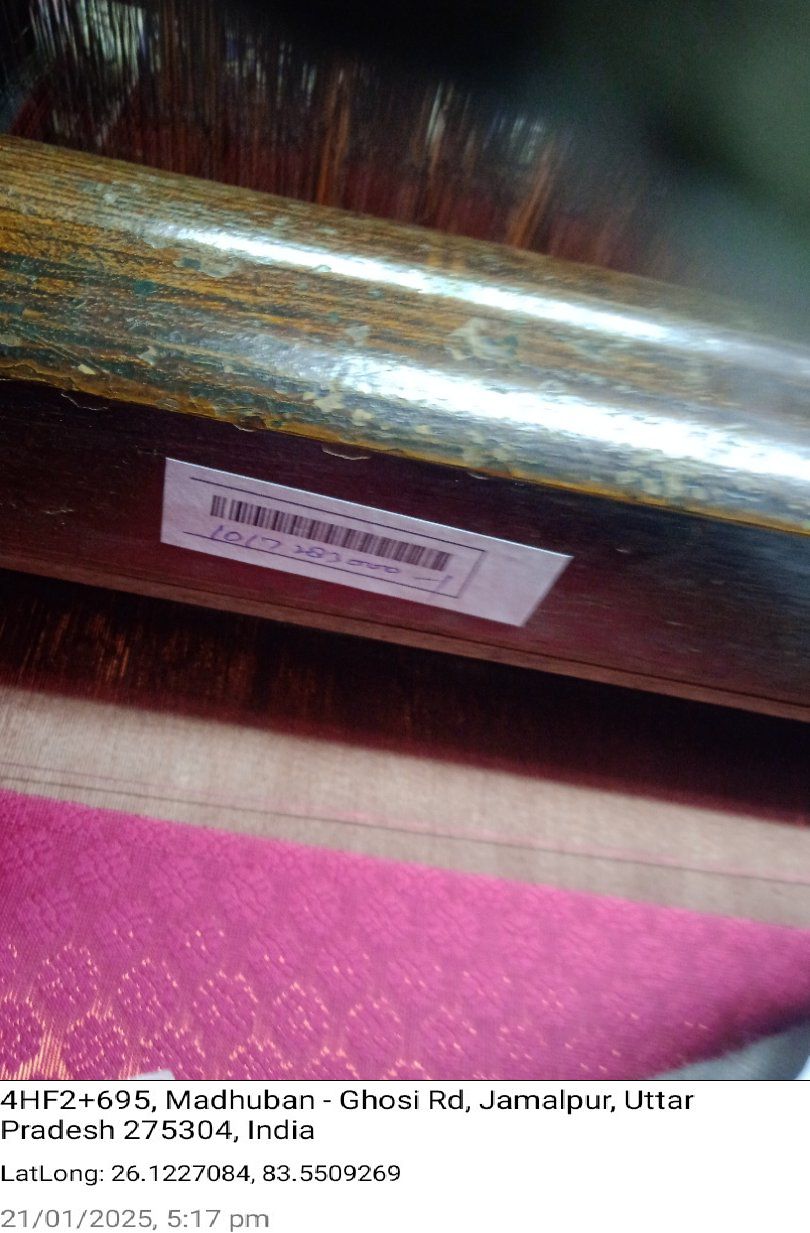 4HF2+695, Madhuban - Ghosi Rd, Jamalpur, Uttar
Pradesh 275304, India
LatLong: 26.1227084, 83.5509269
21/01/2025, 5:17 pm